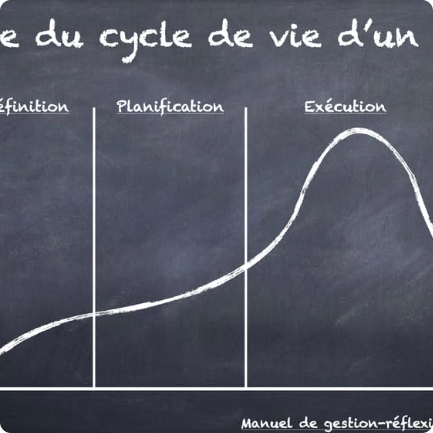 e du cycle de vie d'un
éfinition Planification Exécution
Manuel de gestion-réflexi